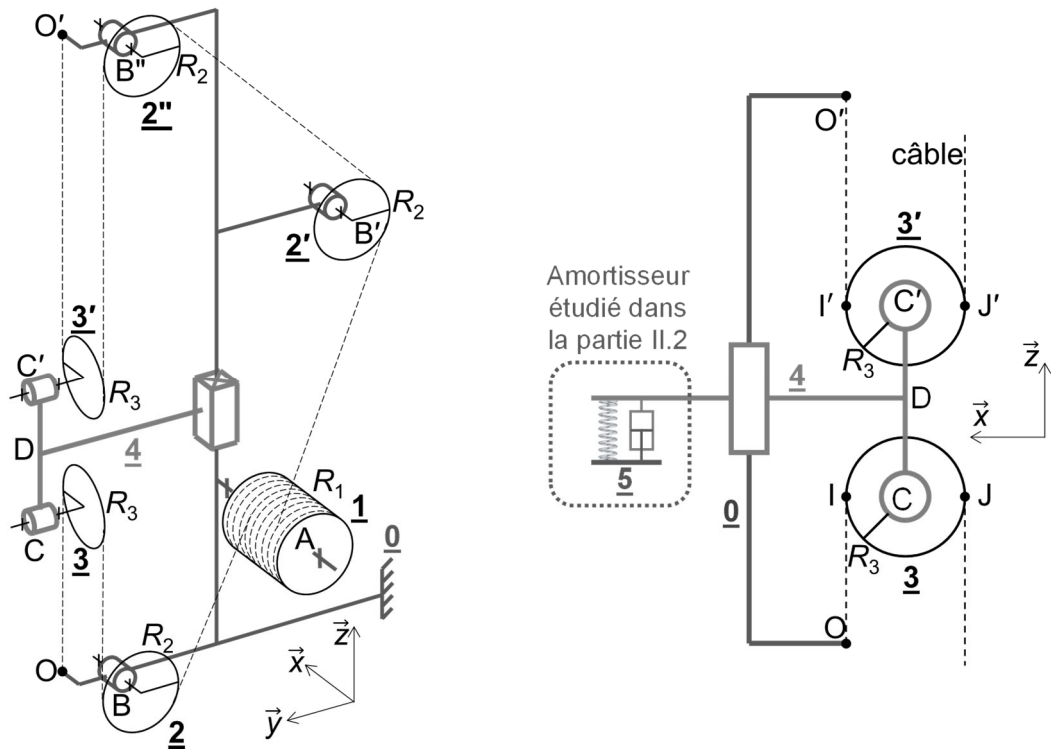 O′
B"
R₂
2"
R₂
B′
2′
3′
C′
R₃
D
4
R₁
1
A
0
R₃
C
3
R₂
O
B
2
z⃗
x⃗
y⃗
O′
câble
3′
Amortisseur
étudié dans
la partie II.2
I′
C′
J′
R₃
z⃗
4
D
x⃗
5
0
I
C
J
R₃
3
O